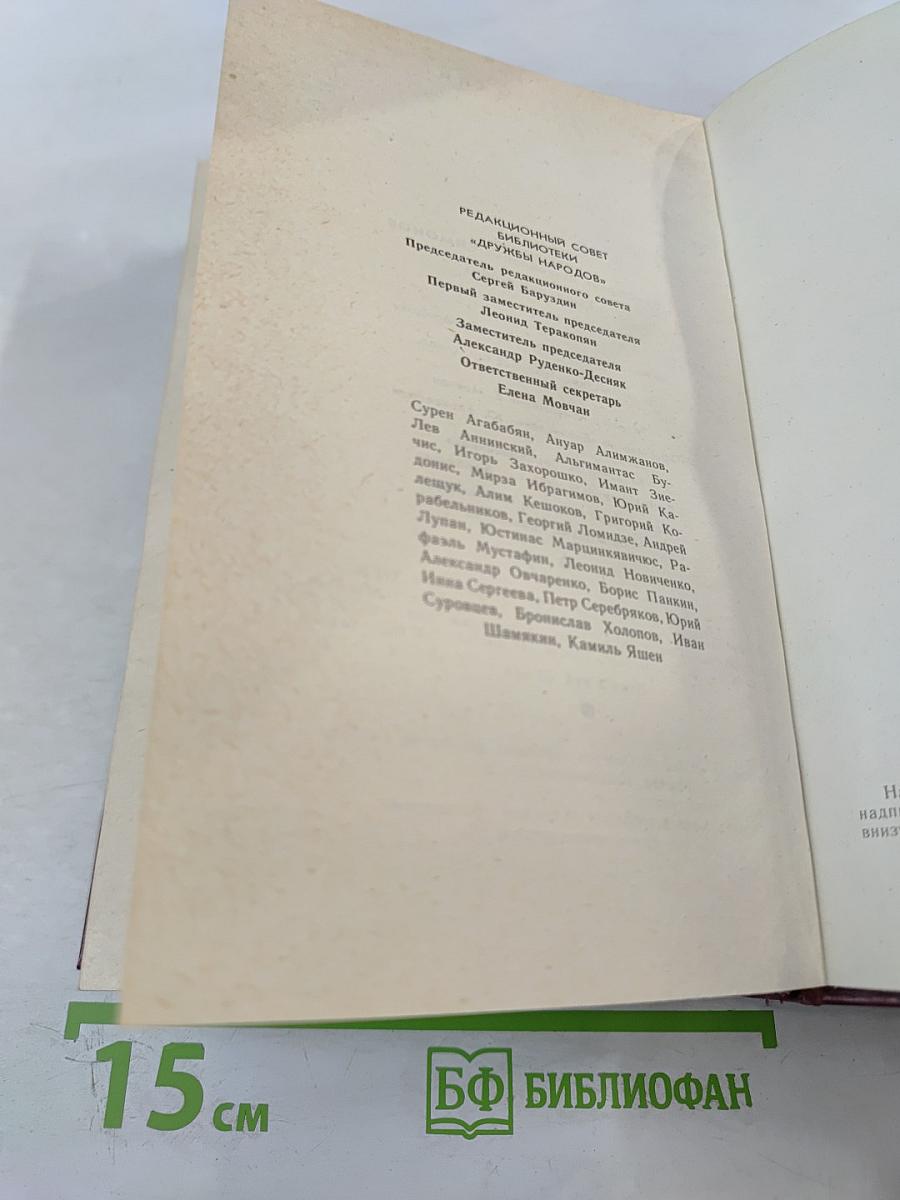 РЕДАКЦИОННЫЙ СОВЕТ
БИБЛИОТЕКИ
«ДРУЖБЫ НАРОДОВ»
Председатель редакционного совета
Сергей Баруздин
Первый заместитель председателя
Леонид Теракопян
Заместитель председателя
Александр Руденко-Десняк
Ответственный секретарь
Елена Мовчан
Сурен Агабабян, Ануар Алимжанов,
Лев Аннинский, Альгимантас Бу-
чис, Игорь Захорошко, Имант Зие-
донис, Мирза Ибрагимов, Юрий Ка-
лещук, Алим Кешоков, Григорий Ко-
рабельников, Георгий Ломидзе, Андрей
Лупан, Юстинас Марцинкявичюс, Ра-
фаэль Мустафин, Леонид Новиченко,
Александр Овчаренко, Борис Панкин,
Инна Сергеева, Петр Серебряков, Юрий
Суровцев, Бронислав Холопов, Иван
Шамякин, Камиль Яшен
15 см
БФ БИБЛИОФАН